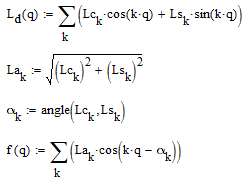 L_d(q) := ∑_k (Lc_k·cos(k·q) + Ls_k·sin(k·q))
La_k := √((Lc_k)^2 + (Ls_k)^2)
α_k := angle(Lc_k, Ls_k)
f(q) := ∑_k (La_k·cos(k·q − α_k))